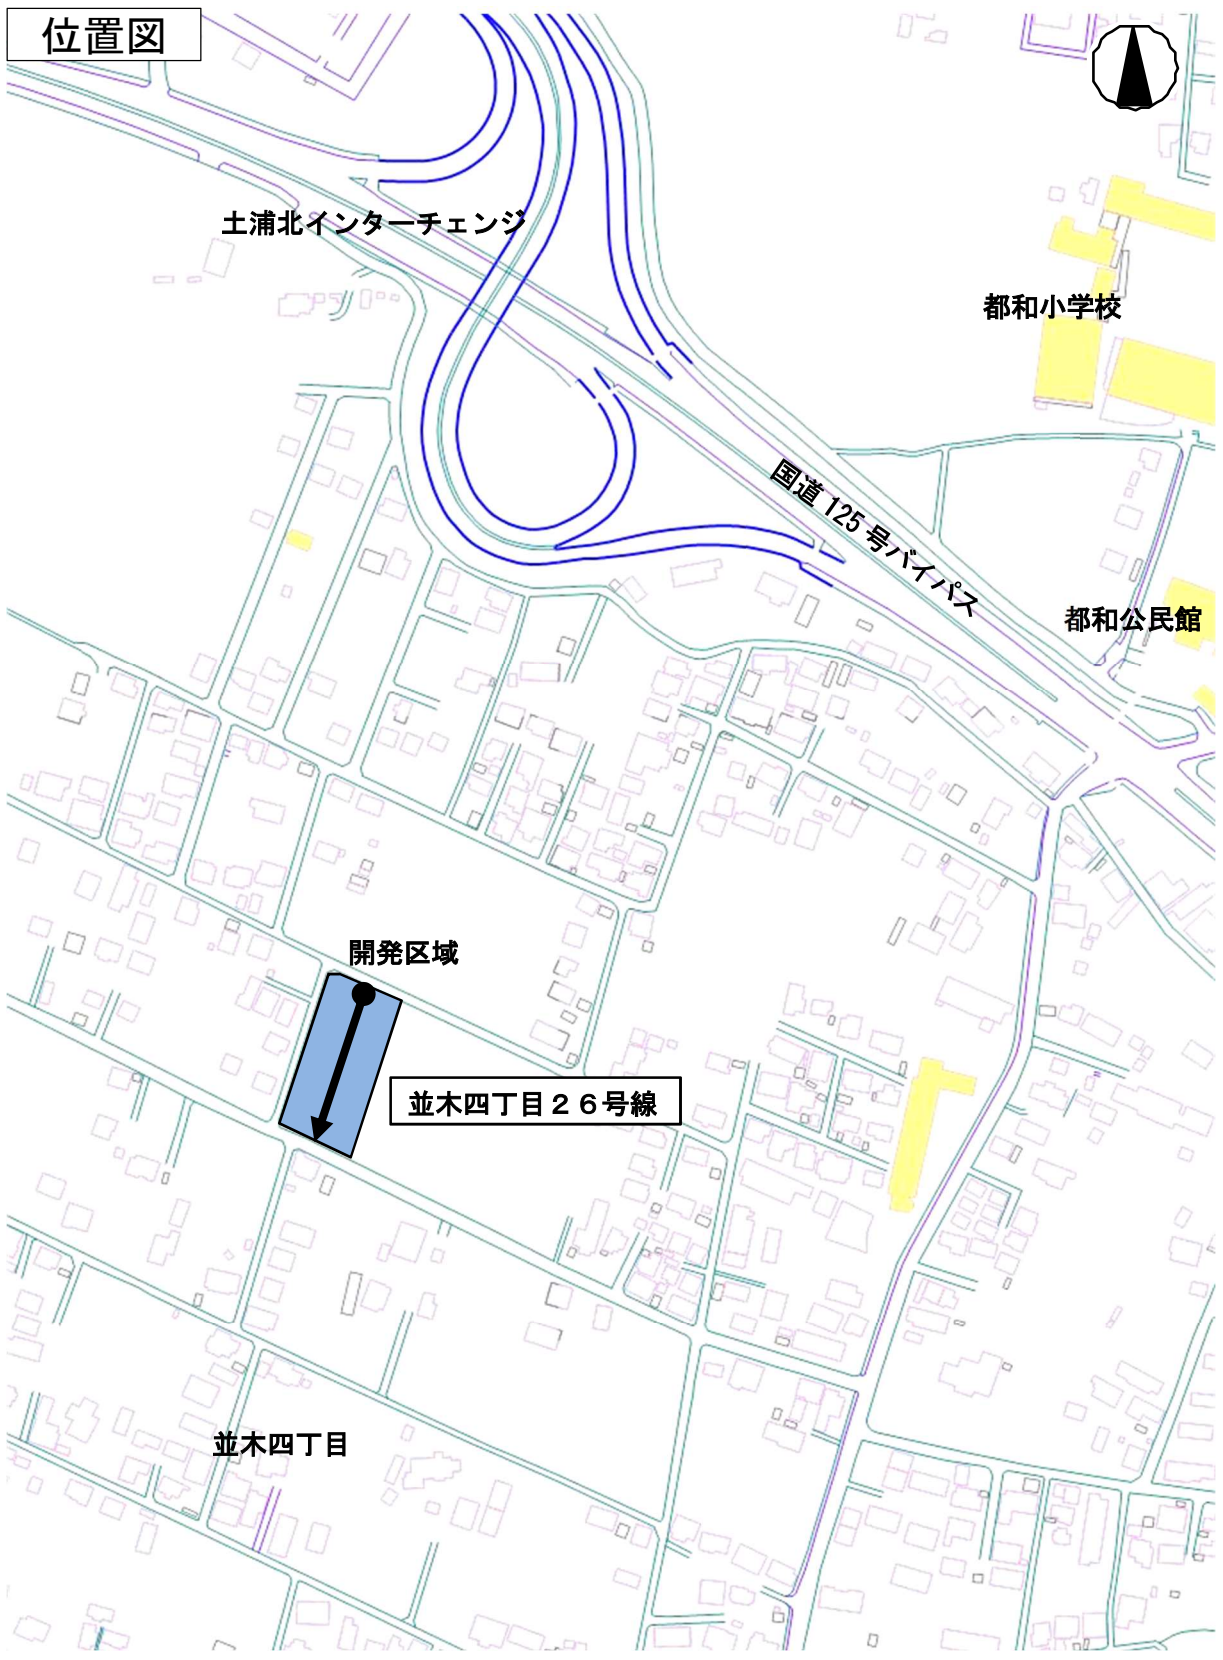 位置図
土浦北インターチェンジ
都和小学校
国道125号バイパス
都和公民館
開発区域
並木四丁目２６号線
並木四丁目